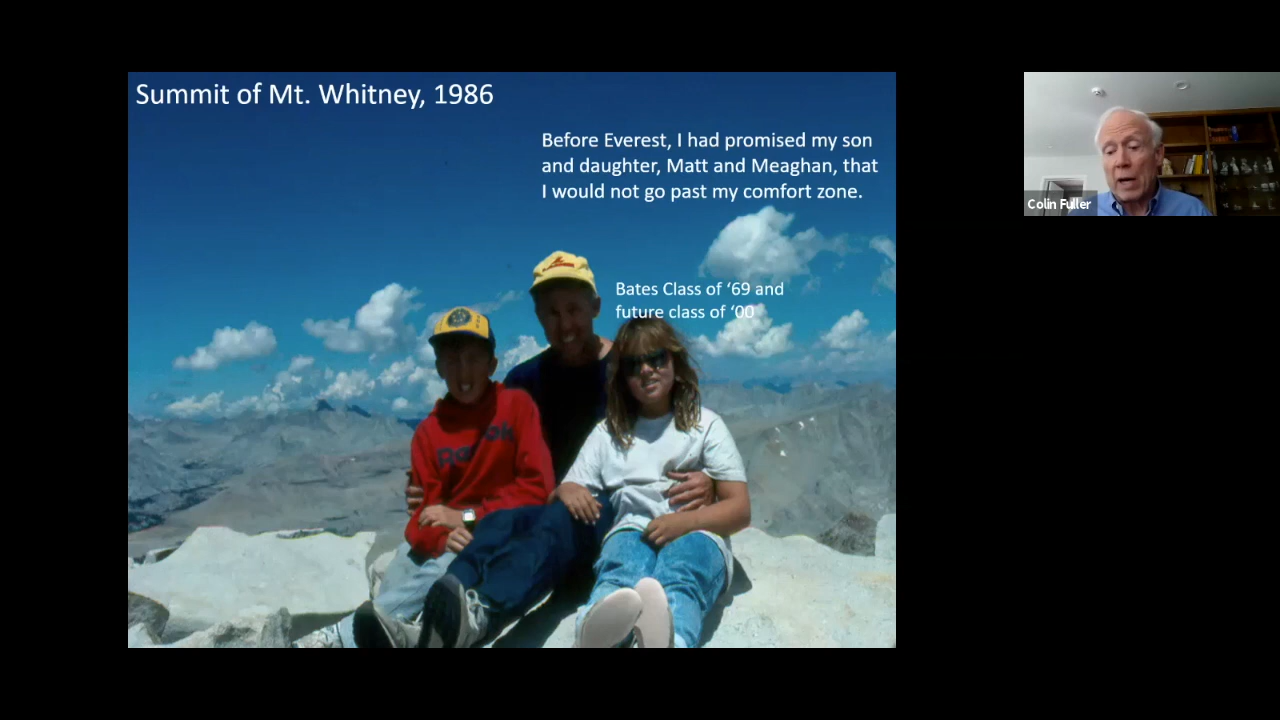 Summit of Mt. Whitney, 1986
Before Everest, I had promised my son
and daughter, Matt and Meaghan, that
I would not go past my comfort zone.
Bates Class of ‘69 and
future class of ‘00
Reebok
Colin Fuller